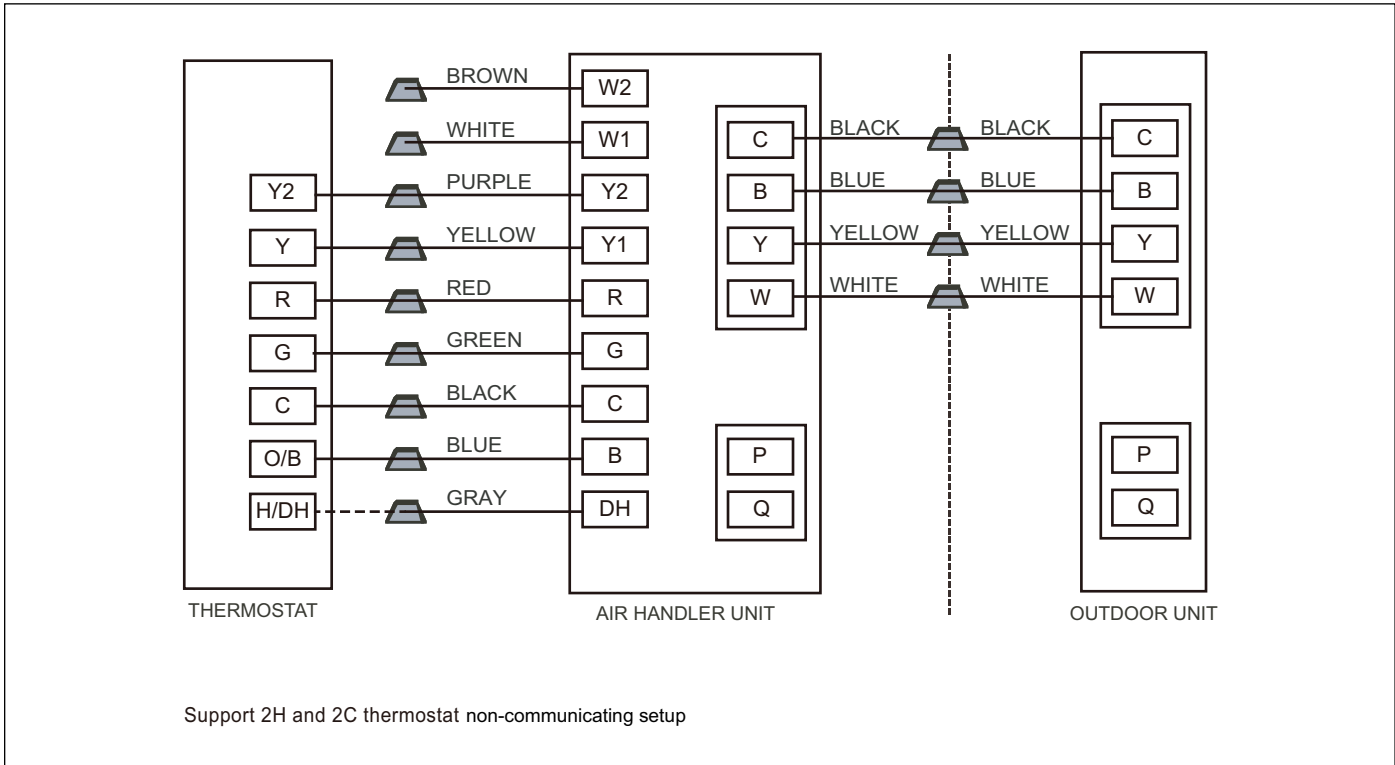 BROWN W2
WHITE W1 C BLACK BLACK C
Y2 PURPLE Y2 B BLUE BLUE B
Y YELLOW Y1 Y YELLOW YELLOW Y
R RED R W WHITE WHITE W
G GREEN G
C BLACK C
O/B BLUE B P P
H/DH GRAY DH Q Q
THERMOSTAT AIR HANDLER UNIT OUTDOOR UNIT
Support 2H and 2C thermostat non-communicating setup